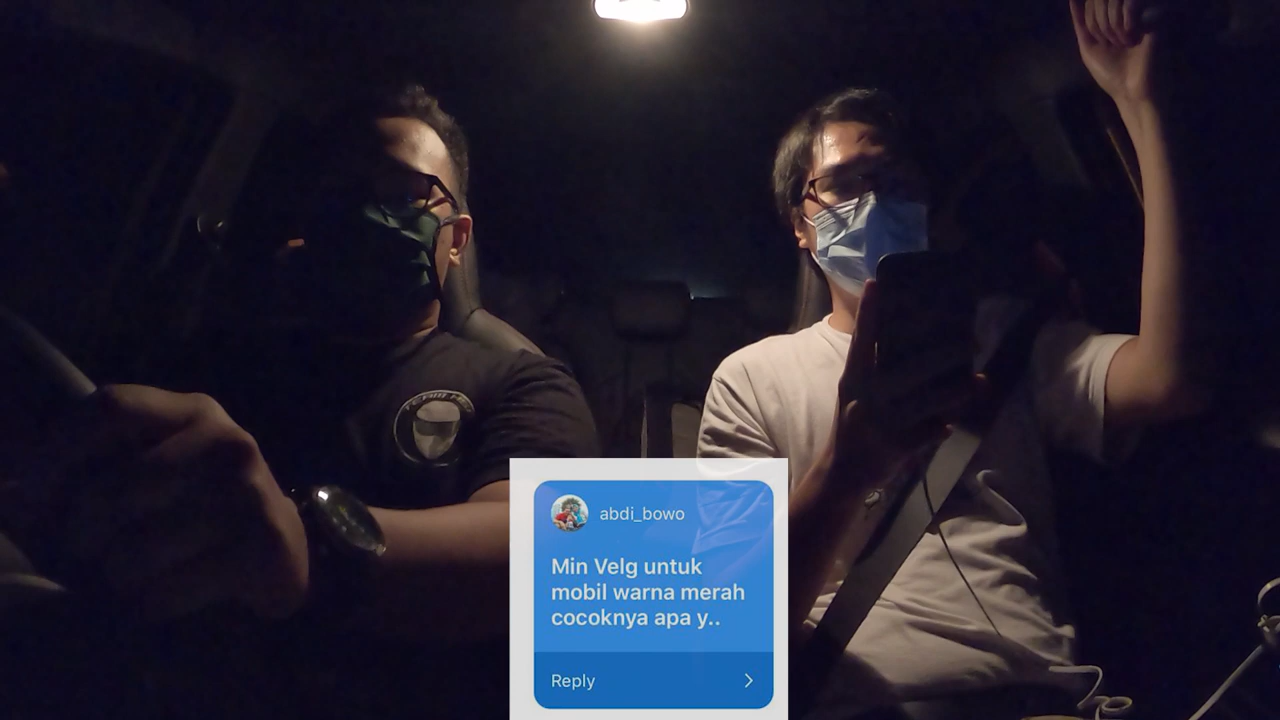 abdi_bowo
Min Velg untuk
mobil warna merah
cocoknya apa y..
Reply